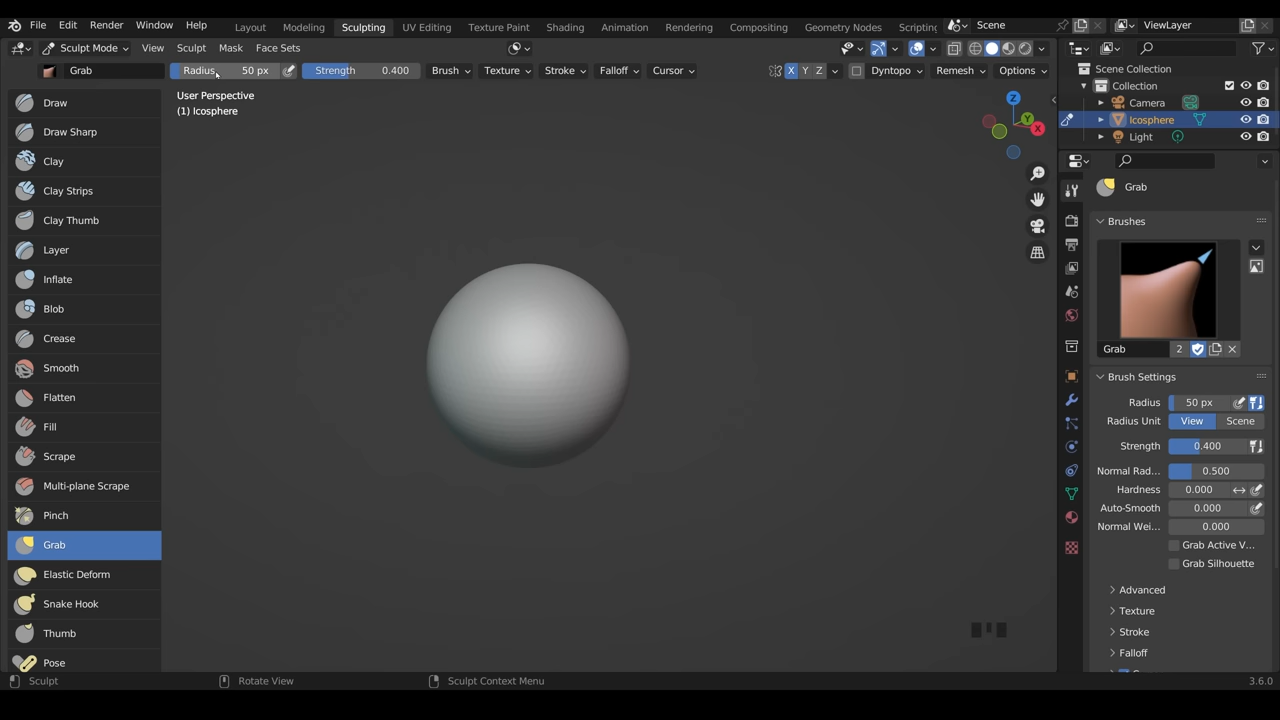 File Edit Render Window Help Layout Modeling Sculpting UV Editing Texture Paint Shading Animation Rendering Compositing Geometry Nodes Scripting Scene ViewLayer
Sculpt Mode View Sculpt Mask Face Sets
Grab Radius 50 px Strength 0.400 Brush Texture Stroke Falloff Cursor X Y Z Dyntopo Remesh Options
Scene Collection
Collection
Camera
Icosphere
Light
User Perspective
(1) Icosphere
Z
Y
X
Draw
Draw Sharp
Clay
Clay Strips
Clay Thumb
Layer
Inflate
Blob
Crease
Smooth
Flatten
Fill
Scrape
Multi-plane Scrape
Pinch
Grab
Elastic Deform
Snake Hook
Thumb
Pose
Grab
Brushes
Grab 2
Brush Settings
Radius 50 px
Radius Unit View Scene
Strength 0.400
Normal Rad... 0.500
Hardness 0.000
Auto-Smooth 0.000
Normal Wei... 0.000
Grab Active V...
Grab Silhouette
Advanced
Texture
Stroke
Falloff
Sculpt Rotate View Sculpt Context Menu 3.6.0